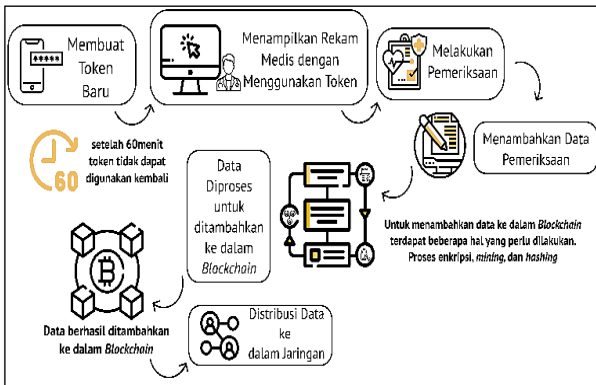 Membuat
Token
Baru
Menampilkan Rekam
Medis dengan
Menggunakan Token
Melakukan
Pemeriksaan
60
setelah 60menit
token tidak dapat
digunakan kembali
Menambahkan Data
Pemeriksaan
Data
Diproses
untuk
ditambahkan
ke dalam
Blockchain
Untuk menambahkan data ke dalam Blockchain
terdapat beberapa hal yang perlu dilakukan.
Proses enkripsi, mining, dan hashing
Data berhasil ditambahkan
ke dalam Blockchain
Distribusi Data
ke
dalam Jaringan